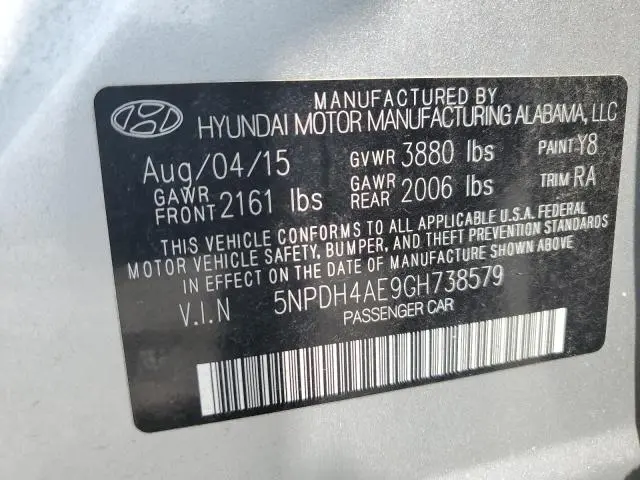 MANUFACTURED BY
HYUNDAI MOTOR MANUFACTURING ALABAMA, LLC
Aug/04/15 GVWR 3880 lbs PAINT:Y8
GAWR FRONT 2161 lbs GAWR REAR 2006 lbs TRIM:RA
THIS VEHICLE CONFORMS TO ALL APPLICABLE U.S.A. FEDERAL
MOTOR VEHICLE SAFETY, BUMPER, AND THEFT PREVENTION STANDARDS
IN EFFECT ON THE DATE OF MANUFACTURE SHOWN ABOVE
V.I.N 5NPDH4AE9GH738579
PASSENGER CAR